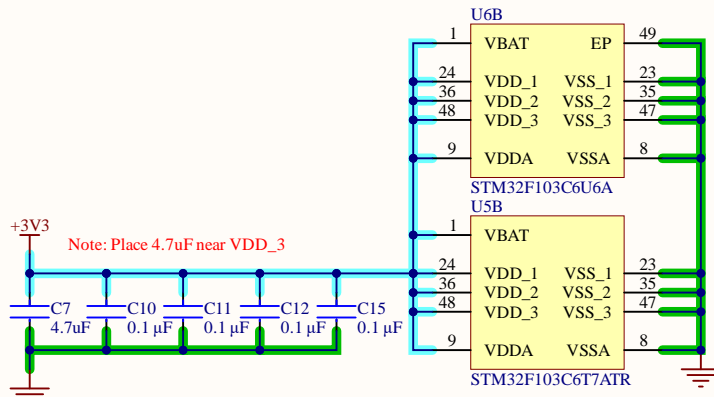 U6B
1 VBAT EP 49
24 VDD_1 VSS_1 23
36 VDD_2 VSS_2 35
48 VDD_3 VSS_3 47
9 VDDA VSSA 8
STM32F103C6U6A
U5B
+3V3
1 VBAT
Note: Place 4.7uF near VDD_3
24 VDD_1 VSS_1 23
36 VDD_2 VSS_2 35
48 VDD_3 VSS_3 47
C7 C10 C11 C12 C15
4.7uF 0.1 µF 0.1 µF 0.1 µF 0.1 µF
9 VDDA VSSA 8
STM32F103C6T7ATR